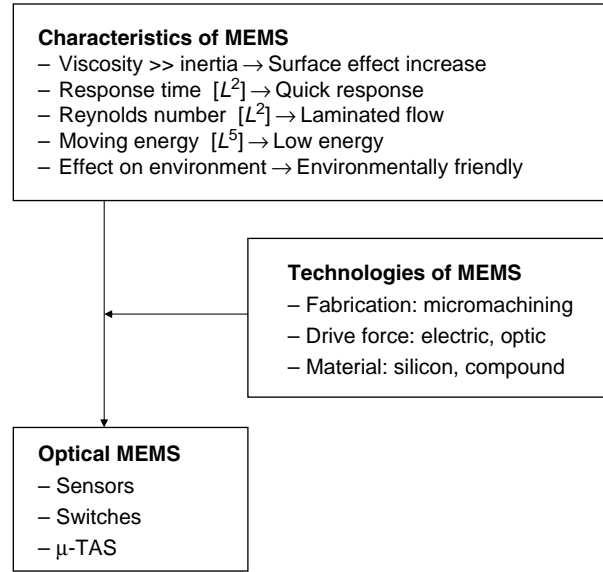 Characteristics of MEMS
– Viscosity >> inertia → Surface effect increase
– Response time [L²] → Quick response
– Reynolds number [L²] → Laminated flow
– Moving energy [L⁵] → Low energy
– Effect on environment → Environmentally friendly
Technologies of MEMS
– Fabrication: micromachining
– Drive force: electric, optic
– Material: silicon, compound
Optical MEMS
– Sensors
– Switches
– μ-TAS